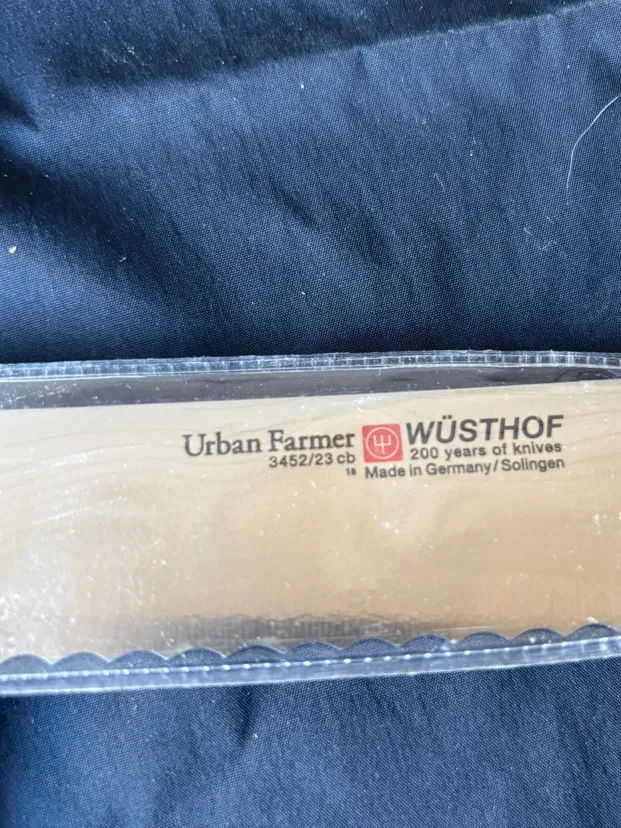 Urban Farmer
3452/23 cb
18
WÜSTHOF
200 years of knives
Made in Germany/Solingen